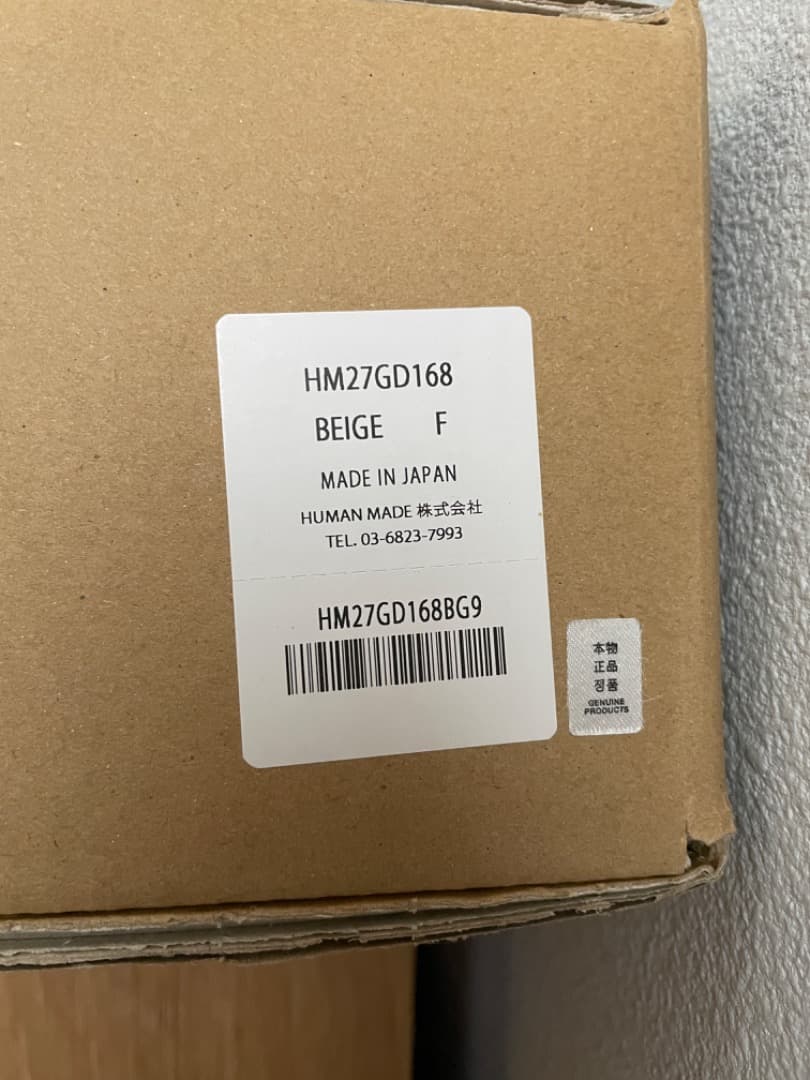 HM27GD168
BEIGE F
MADE IN JAPAN
HUMAN MADE 株式会社
TEL. 03-6823-7993
HM27GD168BG9
本物
正品
정품
GENUINE
PRODUCTS